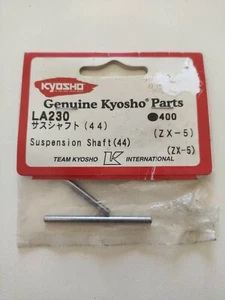 KYOSHO
Genuine Kyosho Parts
LA230 ●400
サスシャフト(44) (ZX-5)
Suspension Shaft(44) (ZX-5)
TEAM KYOSHO K INTERNATIONAL